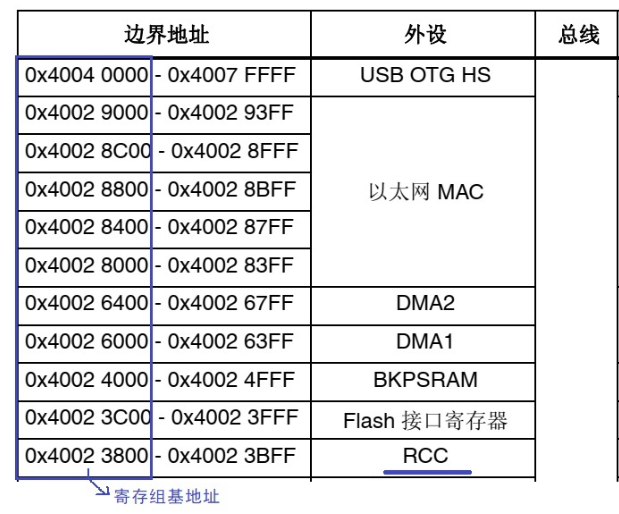 边界地址 外设 总线
0x4004 0000 - 0x4007 FFFF USB OTG HS
0x4002 9000 - 0x4002 93FF
0x4002 8C00 - 0x4002 8FFF
0x4002 8800 - 0x4002 8BFF 以太网 MAC
0x4002 8400 - 0x4002 87FF
0x4002 8000 - 0x4002 83FF
0x4002 6400 - 0x4002 67FF DMA2
0x4002 6000 - 0x4002 63FF DMA1
0x4002 4000 - 0x4002 4FFF BKPSRAM
0x4002 3C00 - 0x4002 3FFF Flash 接口寄存器
0x4002 3800 - 0x4002 3BFF RCC
寄存组基地址